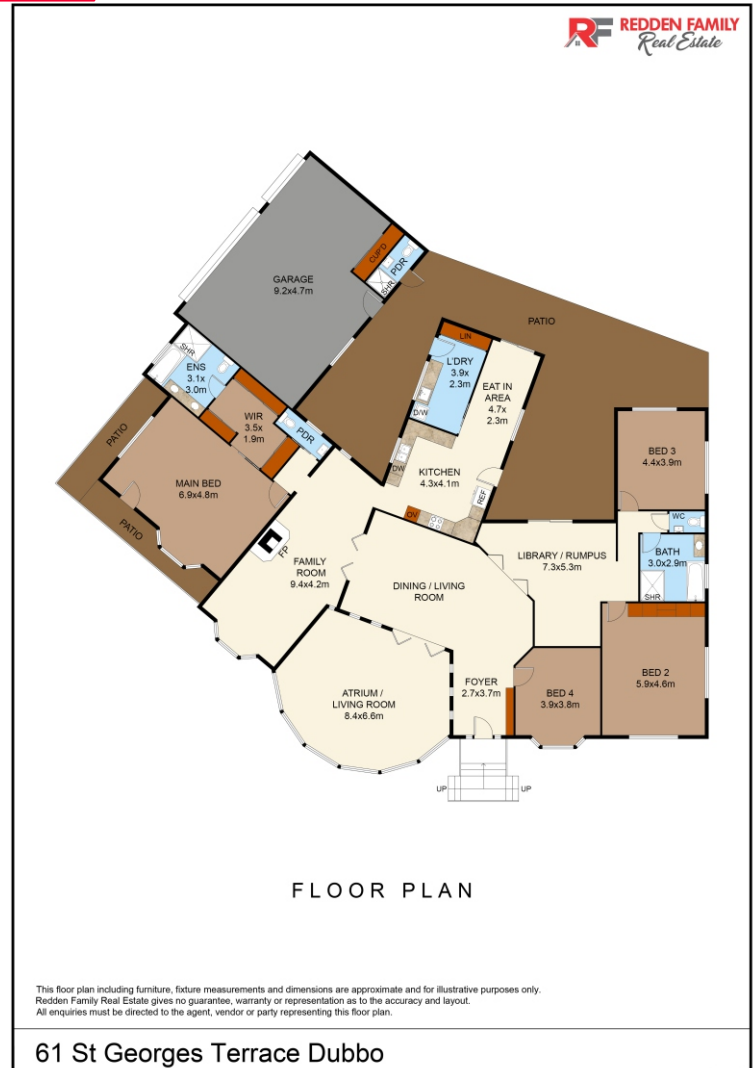 RF REDDEN FAMILY
Real Estate
CUP'D
PDR
SHR
GARAGE
9.2x4.7m
PATIO
LIN
L'DRY
3.9x
2.3m
EAT IN
AREA
4.7x
2.3m
D/W
SHR
ENS
3.1x
3.0m
WIR
3.5x
1.9m
PDR
PATIO
MAIN BED
6.9x4.8m
PATIO
KITCHEN
4.3x4.1m
DW
OV
REF
BED 3
4.4x3.9m
WC
BATH
3.0x2.9m
SHR
LIBRARY / RUMPUS
7.3x5.3m
FP
FAMILY
ROOM
9.4x4.2m
DINING / LIVING
ROOM
FOYER
2.7x3.7m
BED 4
3.9x3.8m
BED 2
5.9x4.6m
ATRIUM /
LIVING ROOM
8.4x6.6m
UP
UP
FLOOR PLAN
This floor plan including furniture, fixture measurements and dimensions are approximate and for illustrative purposes only.
Redden Family Real Estate gives no guarantee, warranty or representation as to the accuracy and layout.
All enquiries must be directed to the agent, vendor or party representing this floor plan.
61 St Georges Terrace Dubbo